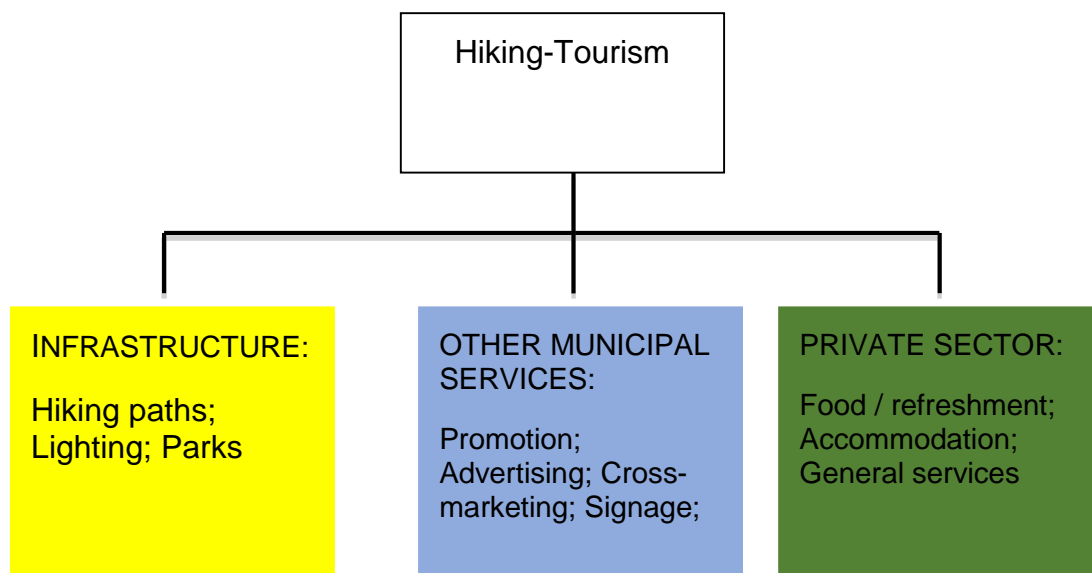 Hiking-Tourism
INFRASTRUCTURE:
Hiking paths;
Lighting; Parks
OTHER MUNICIPAL
SERVICES:
Promotion;
Advertising; Cross-
marketing; Signage;
PRIVATE SECTOR:
Food / refreshment;
Accommodation;
General services